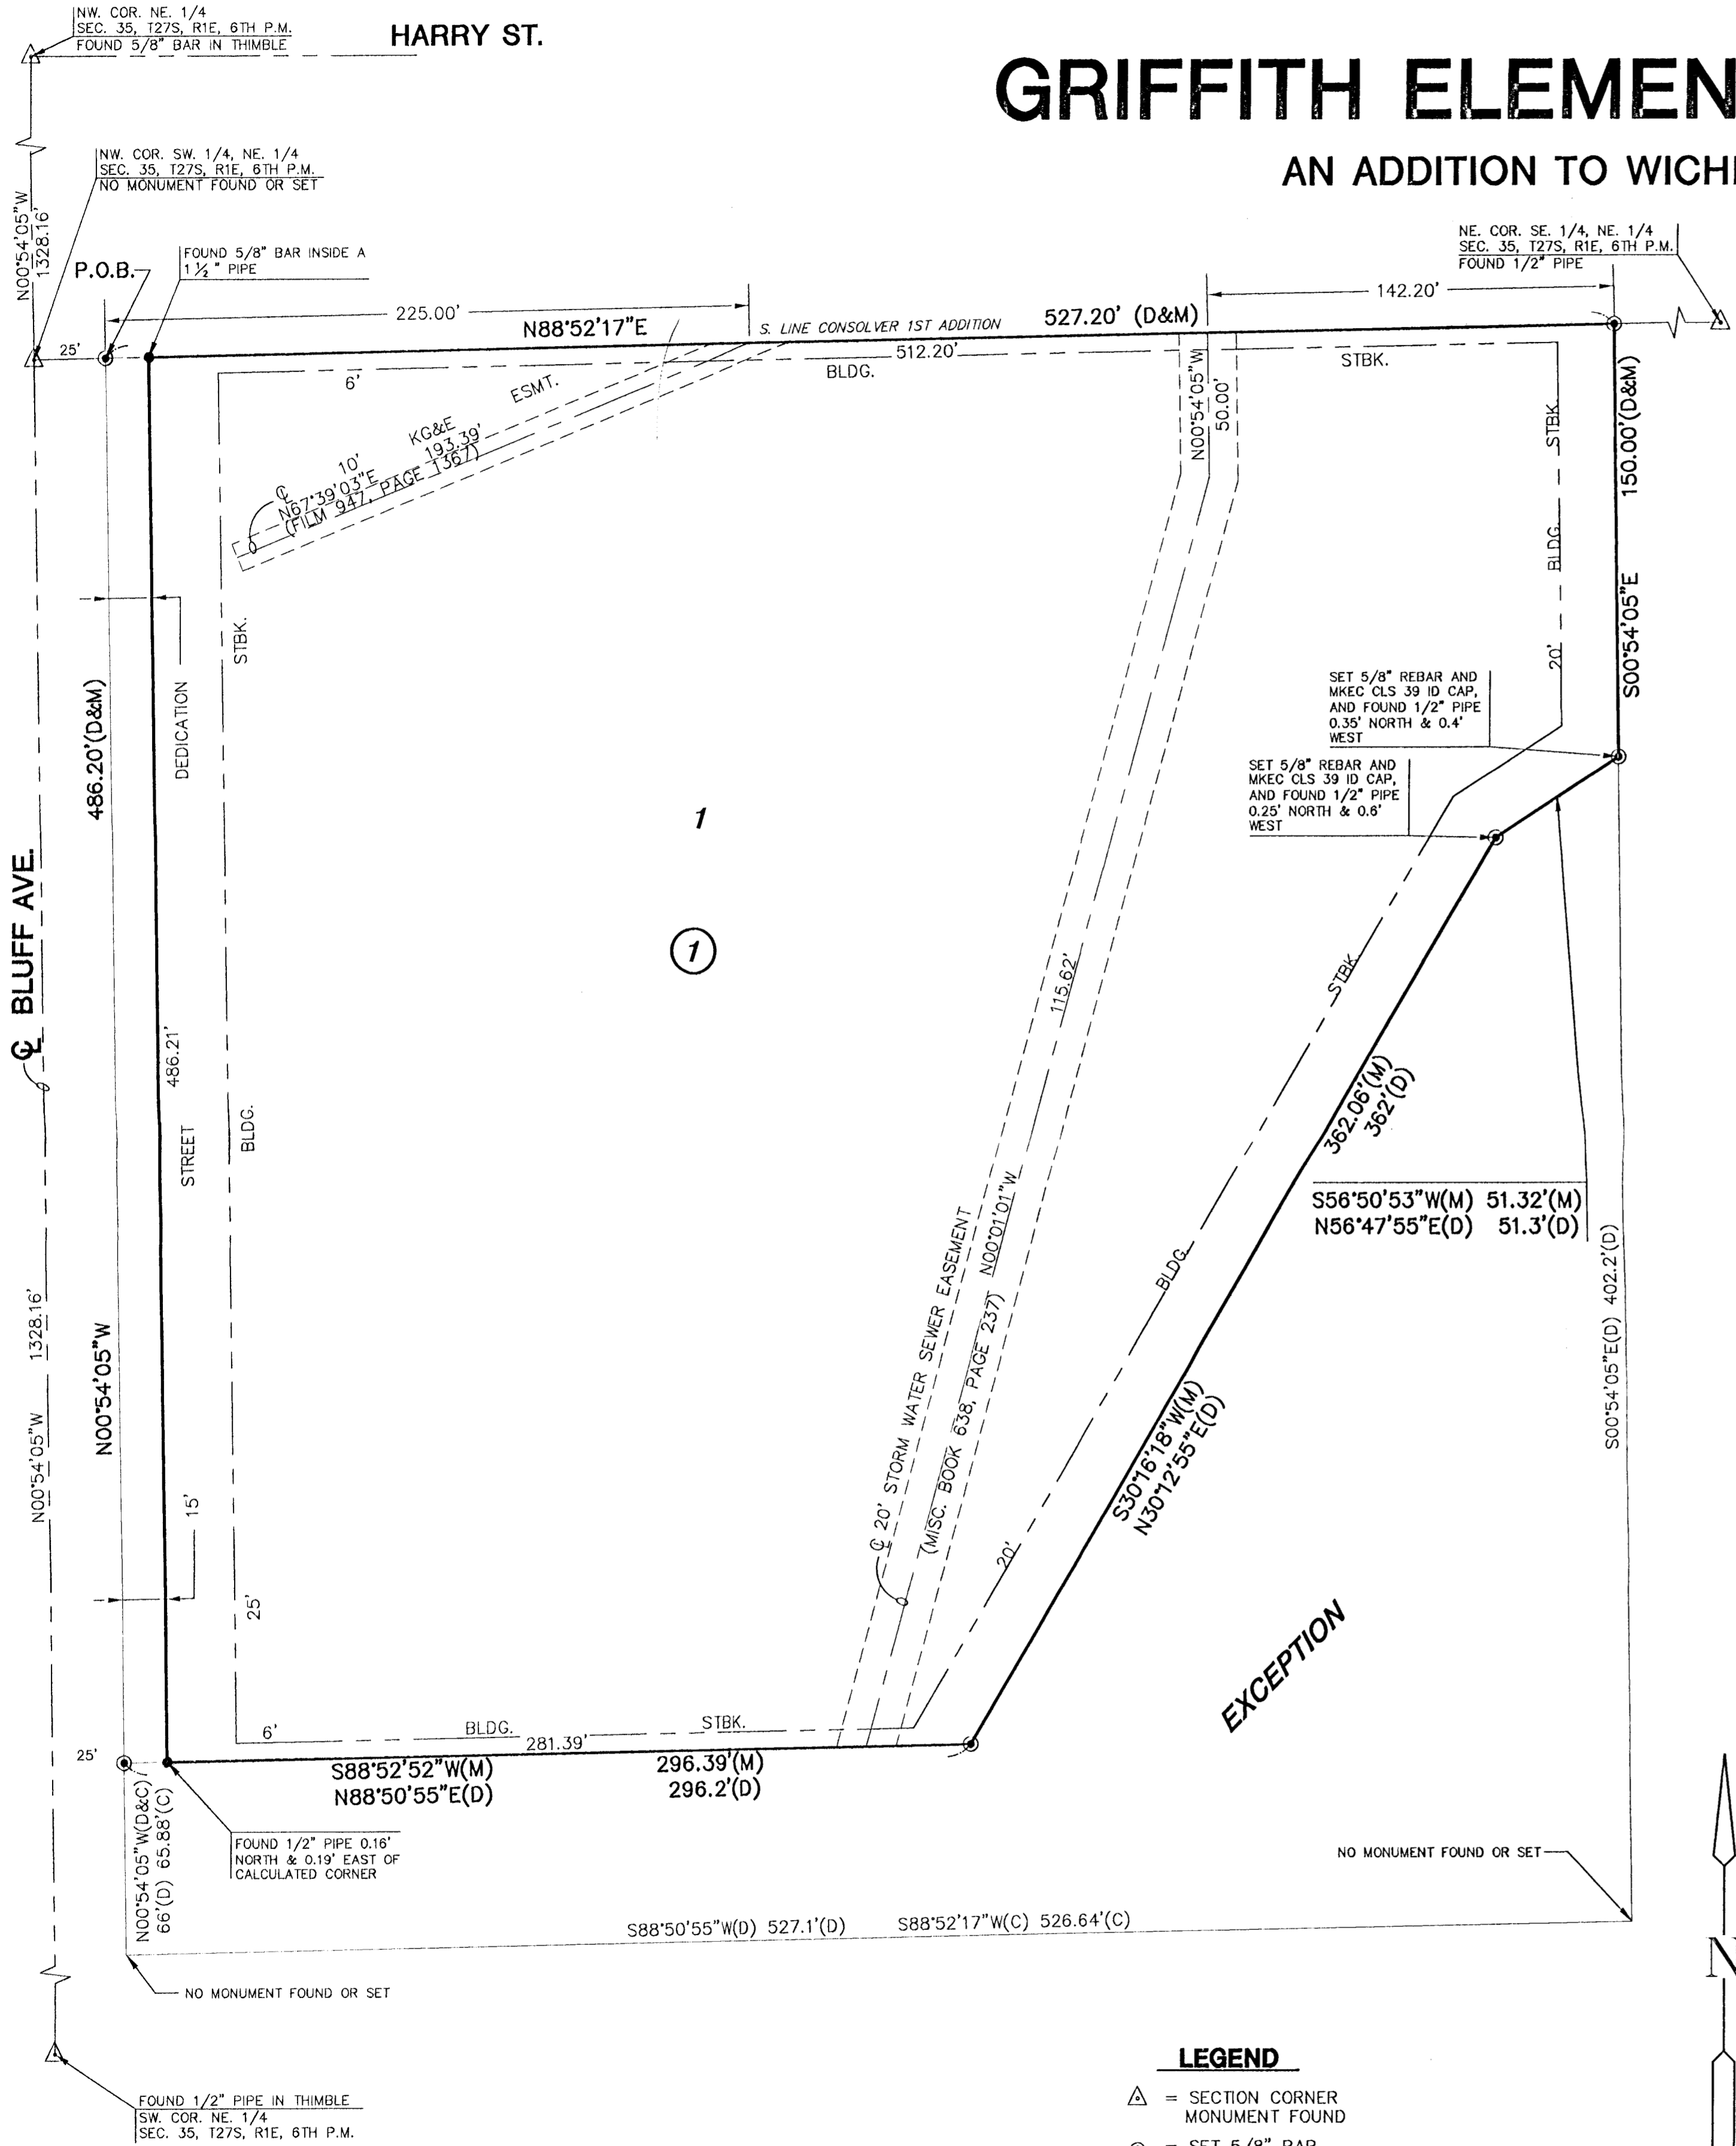 NW. COR. NE. 1/4
SEC. 35, T27S, R1E, 6TH P.M.
FOUND 5/8" BAR IN THIMBLE
HARRY ST.
GRIFFITH ELEMEN
AN ADDITION TO WICHI
NW. COR. SW. 1/4, NE. 1/4
SEC. 35, T27S, R1E, 6TH P.M.
NO MONUMENT FOUND OR SET
N00°54'05"W
1328.16'
P.O.B.
FOUND 5/8" BAR INSIDE A
1 ½" PIPE
NE. COR. SE. 1/4, NE. 1/4
SEC. 35, T27S, R1E, 6TH P.M.
FOUND 1/2" PIPE
225.00'
142.20'
N88°52'17"E
S. LINE CONSOLVER 1ST ADDITION
527.20' (D&M)
25'
512.20'
6'
BLDG.
STBK.
ESMT.
KG&E
193.39'
10'
N67°39'03"E
(FILM 947, PAGE 1367)
℄
N00°54'05"W
50.00'
STBK.
BLDG.
20'
150.00'(D&M)
S00°54'05"E
STBK.
DEDICATION
486.20'(D&M)
SET 5/8" REBAR AND
MKEC CLS 39 ID CAP,
AND FOUND 1/2" PIPE
0.35' NORTH & 0.4'
WEST
SET 5/8" REBAR AND
MKEC CLS 39 ID CAP,
AND FOUND 1/2" PIPE
0.25' NORTH & 0.6'
WEST
1
1
℄ BLUFF AVE.
486.21'
STREET
BLDG.
115.62'
STBK.
362.06'(M)
362'(D)
S56°50'53"W(M) 51.32'(M)
N56°47'55"E(D) 51.3'(D)
N00°54'05"W 1328.16'
N00°54'05"W
℄ 20' STORM WATER SEWER EASEMENT
(MISC. BOOK 638, PAGE 237) N00°01'01"W
BLDG.
S00°54'05"E(D) 402.2'(D)
S30°16'18"W(M)
N30°12'55"E(D)
15'
20'
25'
EXCEPTION
6'
BLDG.
STBK.
25'
281.39'
S88°52'52"W(M) 296.39'(M)
N88°50'55"E(D) 296.2'(D)
N00°54'05"W(D&C)
66'(D) 65.88'(C)
FOUND 1/2" PIPE 0.16'
NORTH & 0.19' EAST OF
CALCULATED CORNER
NO MONUMENT FOUND OR SET
S88°50'55"W(D) 527.1'(D) S88°52'17"W(C) 526.64'(C)
NO MONUMENT FOUND OR SET
N
FOUND 1/2" PIPE IN THIMBLE
SW. COR. NE. 1/4
SEC. 35, T27S, R1E, 6TH P.M.
LEGEND
= SECTION CORNER
MONUMENT FOUND
= SET 5/8" BAR